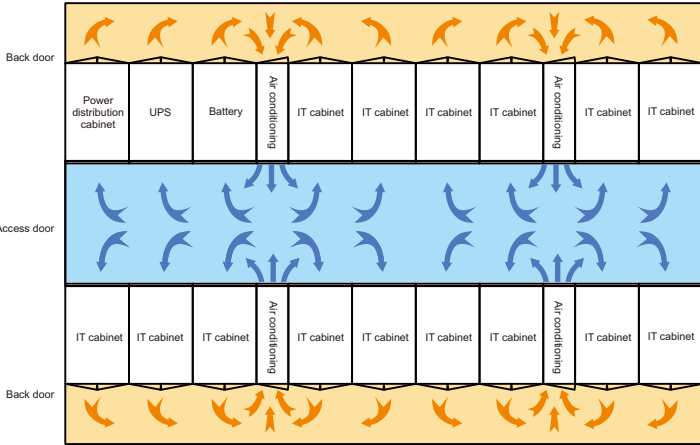 Back door
Power
distribution
cabinet
UPS
Battery
Air conditioning
IT cabinet
IT cabinet
IT cabinet
IT cabinet
Air conditioning
IT cabinet
IT cabinet
Access door
IT cabinet
IT cabinet
IT cabinet
Air conditioning
IT cabinet
IT cabinet
IT cabinet
IT cabinet
Air conditioning
IT cabinet
IT cabinet
Back door